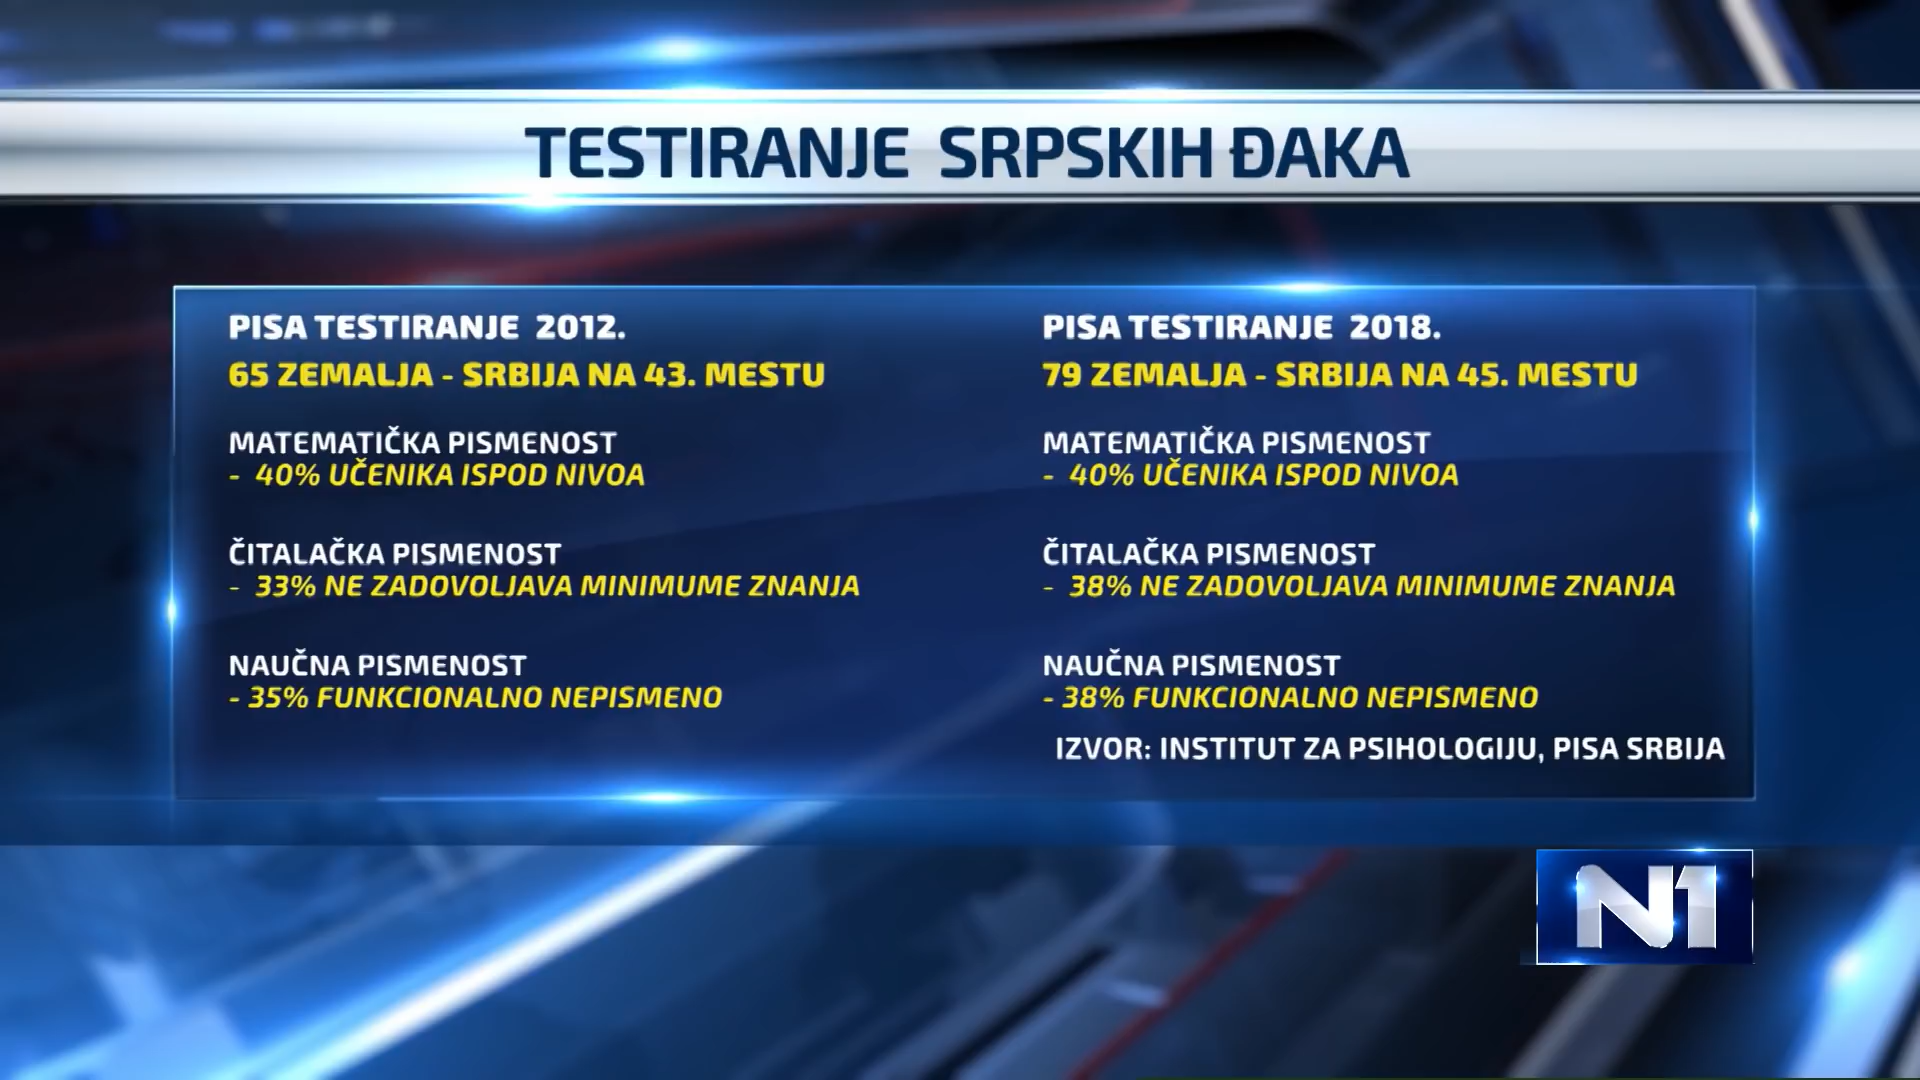 TESTIRANJE SRPSKIH ĐAKA
PISA TESTIRANJE 2012.
65 ZEMALJA - SRBIJA NA 43. MESTU
MATEMATIČKA PISMENOST
- 40% UČENIKA ISPOD NIVOA
ČITALAČKA PISMENOST
- 33% NE ZADOVOLJAVA MINIMUME ZNANJA
NAUČNA PISMENOST
- 35% FUNKCIONALNO NEPISMENO
PISA TESTIRANJE 2018.
79 ZEMALJA - SRBIJA NA 45. MESTU
MATEMATIČKA PISMENOST
- 40% UČENIKA ISPOD NIVOA
ČITALAČKA PISMENOST
- 38% NE ZADOVOLJAVA MINIMUME ZNANJA
NAUČNA PISMENOST
- 38% FUNKCIONALNO NEPISMENO
IZVOR: INSTITUT ZA PSIHOLOGIJU, PISA SRBIJA
N1